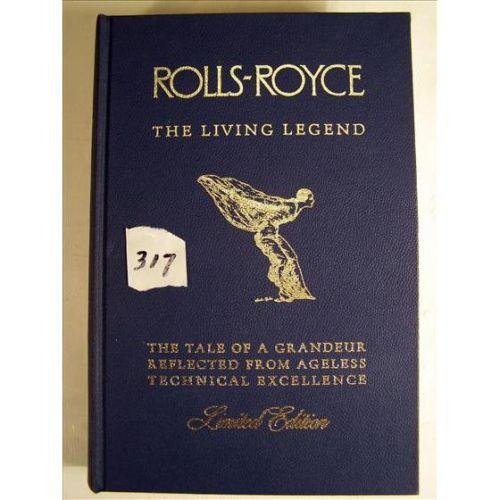 ROLLS-ROYCE
THE LIVING LEGEND
317
THE TALE OF A GRANDEUR
REFLECTED FROM AGELESS
TECHNICAL EXCELLENCE
Limited Edition